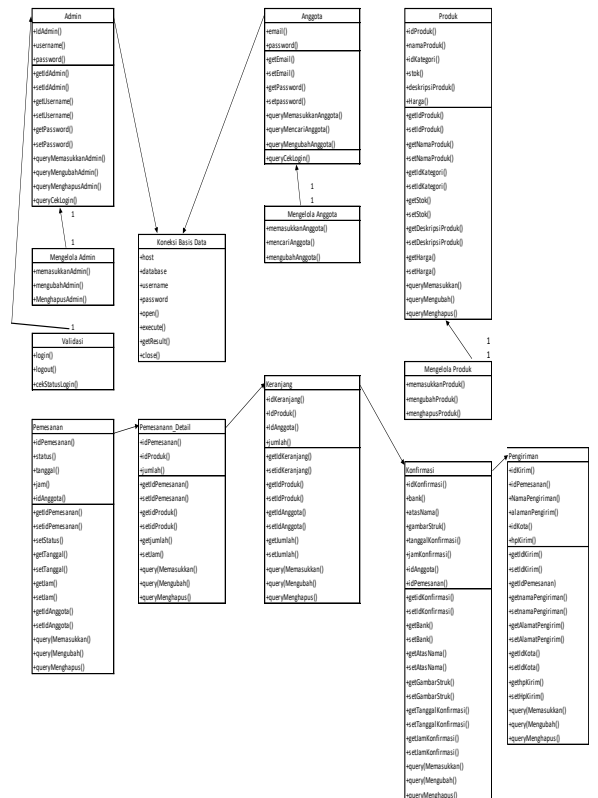 Admin
+IdAdmin()
+username()
+password()
+getIdAdmin()
+setIdAdmin()
+getUsername()
+setUsername()
+getPassword()
+setPassword()
+queryMemasukkanAdmin()
+queryMengubahAdmin()
+queryMenghapusAdmin()
+queryCekLogin()
1
1
Mengelola Admin
+memasukkanAdmin()
+mengubahAdmin()
+MenghapusAdmin()
1
Validasi
+login()
+logout()
+cekStatusLogin()
Koneksi Basis Data
+host
+database
+username
+password
+open()
+execute()
+getResult()
+close()
Anggota
+email()
+password()
+getEmail()
+setEmail()
+getPassword()
+setpassword()
+queryMemasukkanAnggota()
+queryMencariAnggota()
+queryMengubahAnggota()
+queryCekLogin()
1
1
Mengelola Anggota
+memasukkanAnggota()
+mencariAnggota()
+mengubahAnggota()
Produk
+idProduk()
+namaProduk()
+idKategori()
+stok()
+deskripsiProduk()
+Harga()
+getIdProduk()
+setIdProduk()
+getNamaProduk()
+setNamaProduk()
+getIdKategorii()
+setIdKategori()
+getStok()
+setStok()
+getDeskripsiProduk()
+setDeskripsiProduk()
+getHarga()
+setHarga()
+queryMemasukkan()
+queryMengubah()
+queryMenghapus()
1
1
Mengelola Produk
+memasukkanProduk()
+mengubahProduk()
+menghapusProduk()
Pemesanan
+idPemesanan()
+status()
+tanggal()
+jam()
+idAnggota()
+getIdPemesanan()
+setidPemesanan()
+setStatus()
+getTanggal()
+setTanggal()
+getJam()
+setJam()
+getIdAnggota()
+setIdAnggota()
+query(Memasukkan()
+query(Mengubah()
+queryMenghapus()
Pemesanann_Detail
+idPemesanan()
+idProduk()
+jumlah()
+getIdPemesanan()
+setIdPemesanan()
+getidProduk()
+setidProduk()
+getjumlah()
+setJam()
+query(Memasukkan()
+query(Mengubah()
+queryMenghapus()
Keranjang
+idKeranjang()
+IdProduk()
+IdAnggota()
+jumlah()
+getIdKeranjang()
+setidKeranjang()
+getIdProduk()
+setIdProduk()
+getIdAnggota()
+setIdAnggota()
+getJumlah()
+setJumlah()
+query(Memasukkan()
+query(Mengubah()
+queryMenghapus()
Konfirmasi
+idKonfirmasi()
+bank()
+atasNama()
+gambarStruk()
+tanggalKonfirmasi()
+jamKonfirmasi()
+idAnggota()
+idPemesanan()
+getidKonfirmasi()
+setIdKonfirmasi()
+getBank()
+setBank()
+getAtasNama()
+setAtasNama()
+getGambarStruk()
+setGambarStruk()
+getTanggalKonfirmasi()
+setTanggalKonfirmasi()
+getJamKonfirmasi()
+setJamKonfirmasi()
+query(Memasukkan()
+query(Mengubah()
+queryMenghapus()
Pengiriman
+idKirim()
+idPemesanan()
+NamaPengiriman()
+alamanPengirim()
+idKota()
+hpKirim()
+getIdKirim()
+setIdKirim()
+getIdPemesanan)
+getnamaPengiriman()
+setnamaPengiriman()
+getAlamatPengirim()
+setAlamatPengirim()
+getIdKota()
+setIdKota()
+gethpKirim()
+setHpKirim()
+query(Memasukkan()
+query(Mengubah()
+queryMenghapus()